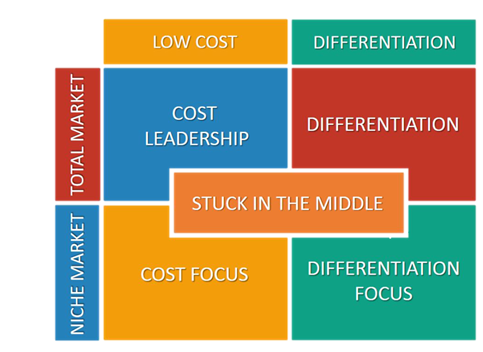 LOW COST
DIFFERENTIATION
TOTAL MARKET
COST
LEADERSHIP
DIFFERENTIATION
STUCK IN THE MIDDLE
NICHE MARKET
COST FOCUS
DIFFERENTIATION
FOCUS